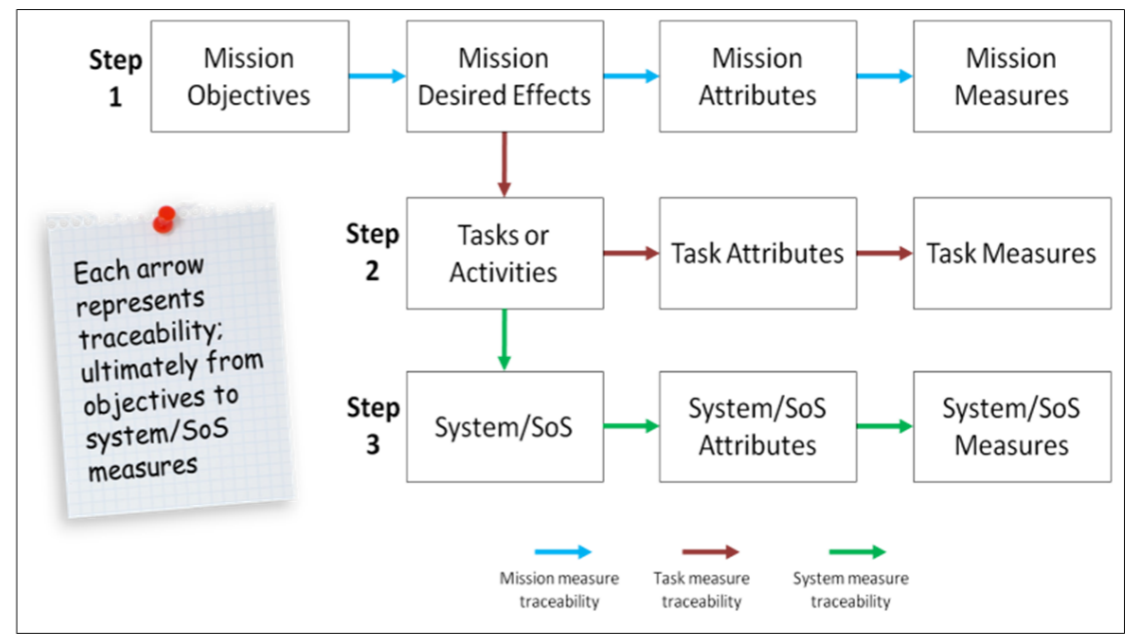 Step
1
Mission
Objectives
Mission
Desired Effects
Mission
Attributes
Mission
Measures
Step
2
Tasks or
Activities
Task Attributes
Task Measures
Each arrow
represents
traceability;
ultimately from
objectives to
system/SoS
measures
Step
3
System/SoS
System/SoS
Attributes
System/SoS
Measures
Mission measure
traceability
Task measure
traceability
System measure
traceability